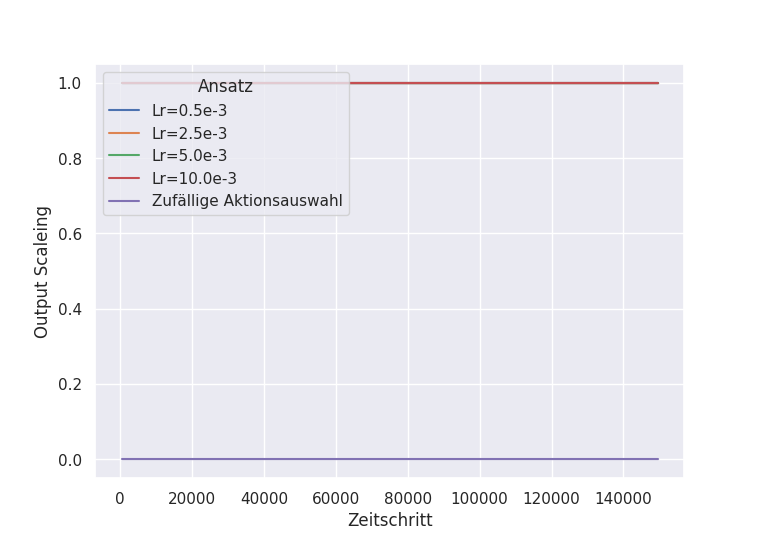 1.0
0.8
0.6
0.4
0.2
0.0
Output Scaleing
Ansatz
Lr=0.5e-3
Lr=2.5e-3
Lr=5.0e-3
Lr=10.0e-3
Zufällige Aktionsauswahl
0 20000 40000 60000 80000 100000 120000 140000
Zeitschritt